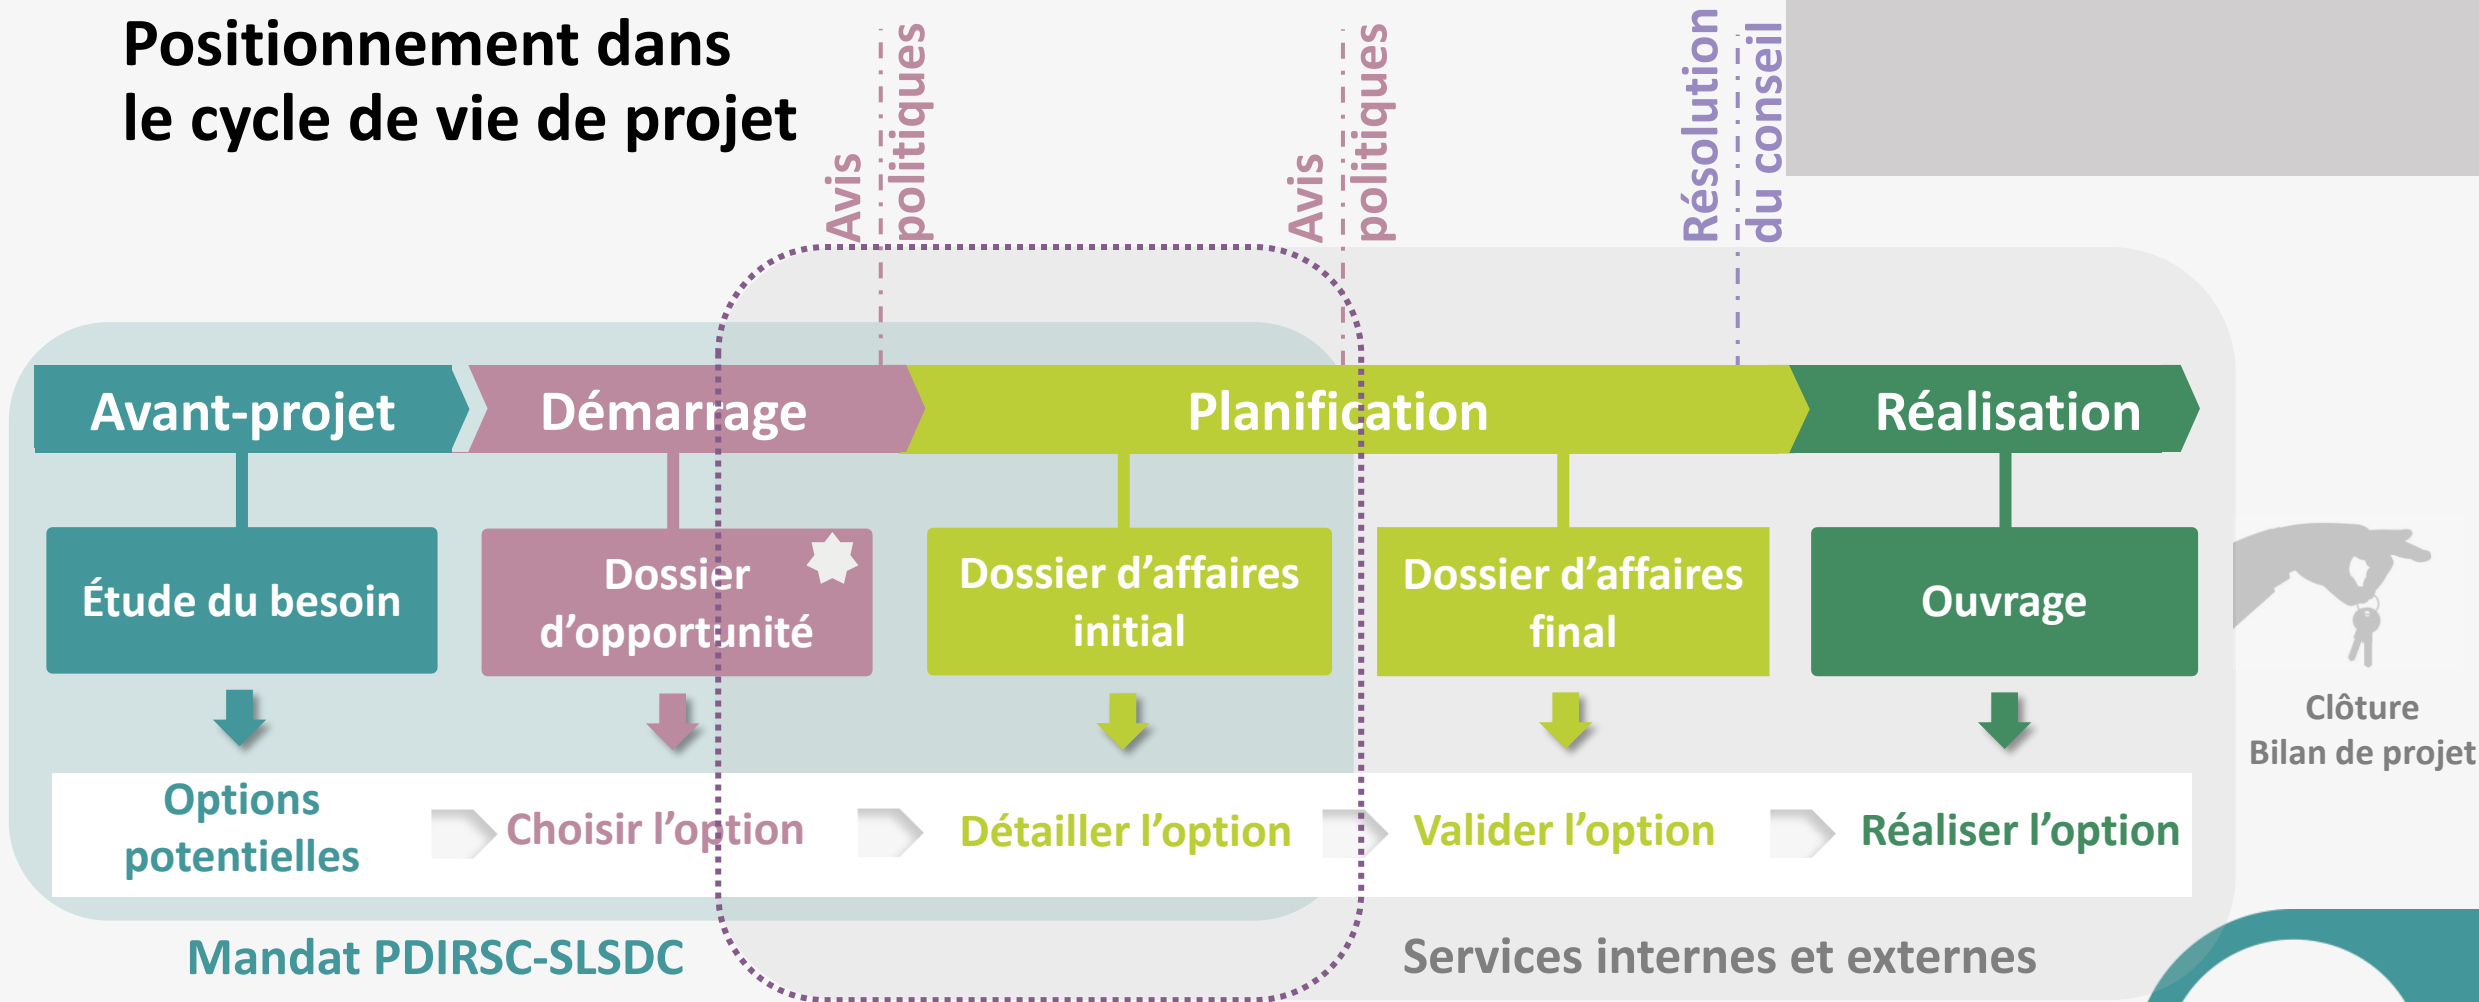 Positionnement dans
le cycle de vie de projet
Avis
politiques
Avis
politiques
Résolution
du conseil
Avant-projet
Démarrage
Planification
Réalisation
Étude du besoin
Dossier
d’opportunité
Dossier d’affaires
initial
Dossier d’affaires
final
Ouvrage
Clôture
Bilan de projet
Options
potentielles
Choisir l’option
Détailler l’option
Valider l’option
Réaliser l’option
Mandat PDIRSC-SLSDC
Services internes et externes